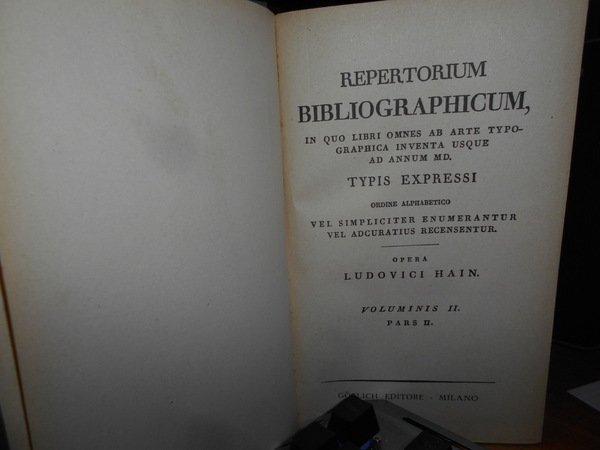 REPERTORIUM
BIBLIOGRAPHICUM,
IN QUO LIBRI OMNES AB ARTE TYPO-
GRAPHICA INVENTA USQUE
AD ANNUM MD.
TYPIS EXPRESSI
ORDINE ALPHABETICO
VEL SIMPLICITER ENUMERANTUR
VEL ADCURATIUS RECENSENTUR.
OPERA
LUDOVICI HAIN.
VOLUMINIS II.
PARS II.
GÖRLICH EDITORE - MILANO